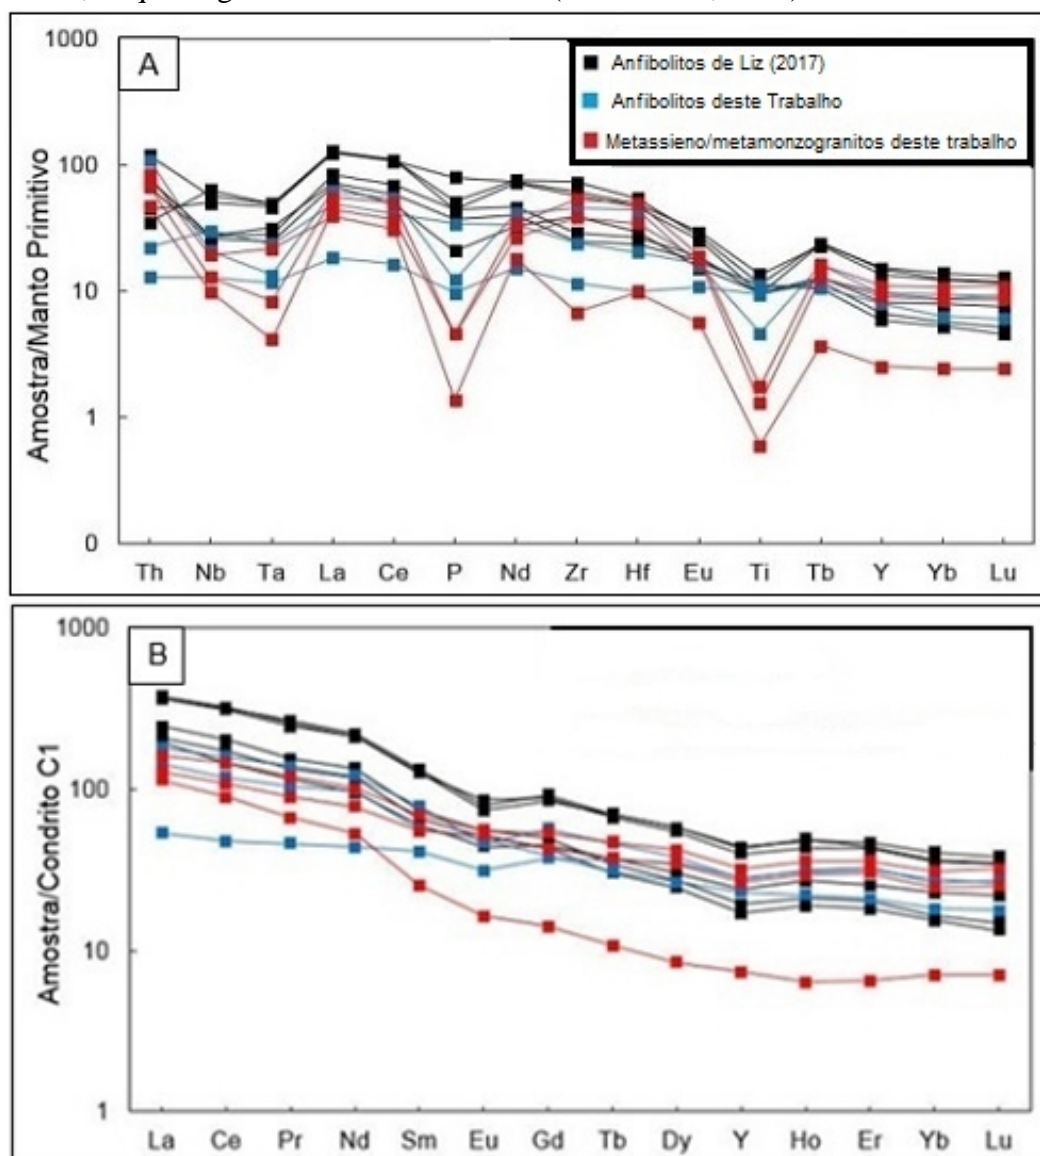 1000
A
Anfibolitos de Liz (2017)
Anfibolitos deste Trabalho
Metassieno/metamonzogranitos deste trabalho
100
10
1
0
Amostra/Manto Primitivo
Th Nb Ta La Ce P Nd Zr Hf Eu Ti Tb Y Yb Lu
1000
B
100
10
1
Amostra/Condrito C1
La Ce Pr Nd Sm Eu Gd Tb Dy Y Ho Er Yb Lu